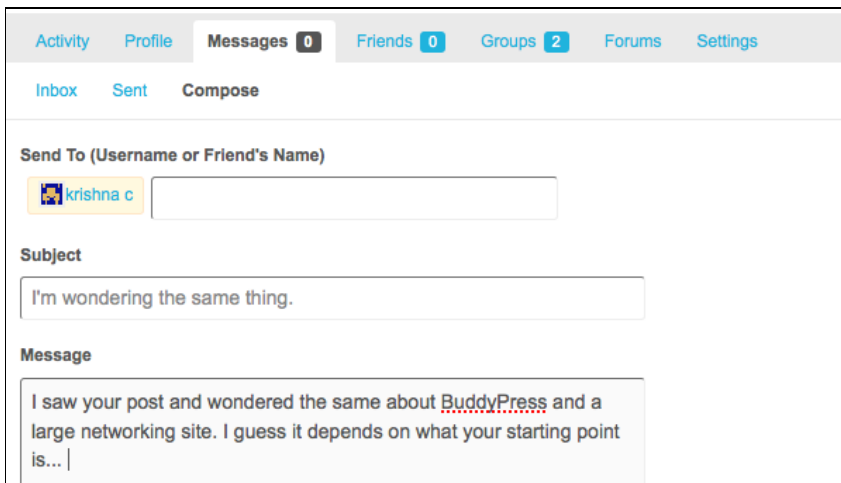 Activity Profile Messages 0 Friends 0 Groups 2 Forums Settings
Inbox Sent Compose
Send To (Username or Friend's Name)
krishna c
Subject
I'm wondering the same thing.
Message
I saw your post and wondered the same about BuddyPress and a
large networking site. I guess it depends on what your starting point
is...